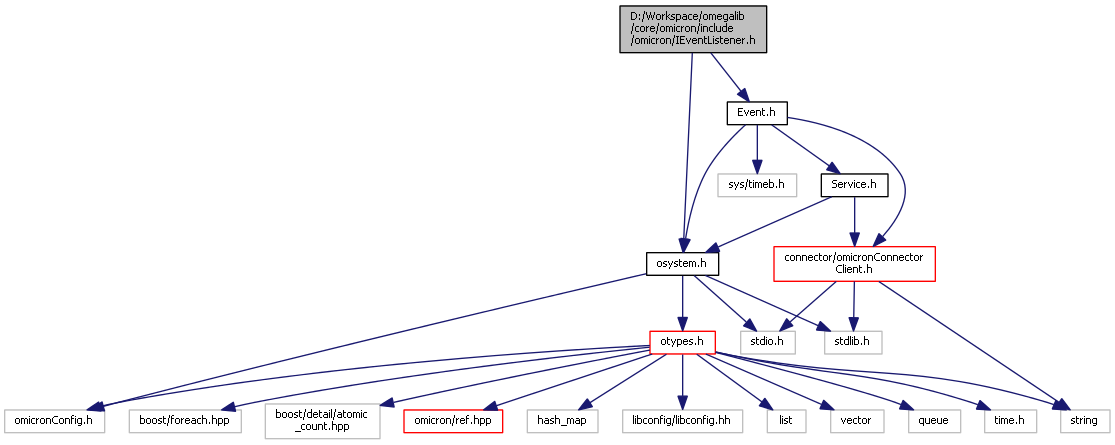 D:/Workspace/omegalib
/core/omicron/include
/omicron/IEventListener.h
Event.h
sys/timeb.h
Service.h
osystem.h
connector/omicronConnector
Client.h
otypes.h
stdio.h
stdlib.h
omicronConfig.h
boost/foreach.hpp
boost/detail/atomic
_count.hpp
omicron/ref.hpp
hash_map
libconfig/libconfig.hh
list
vector
queue
time.h
string